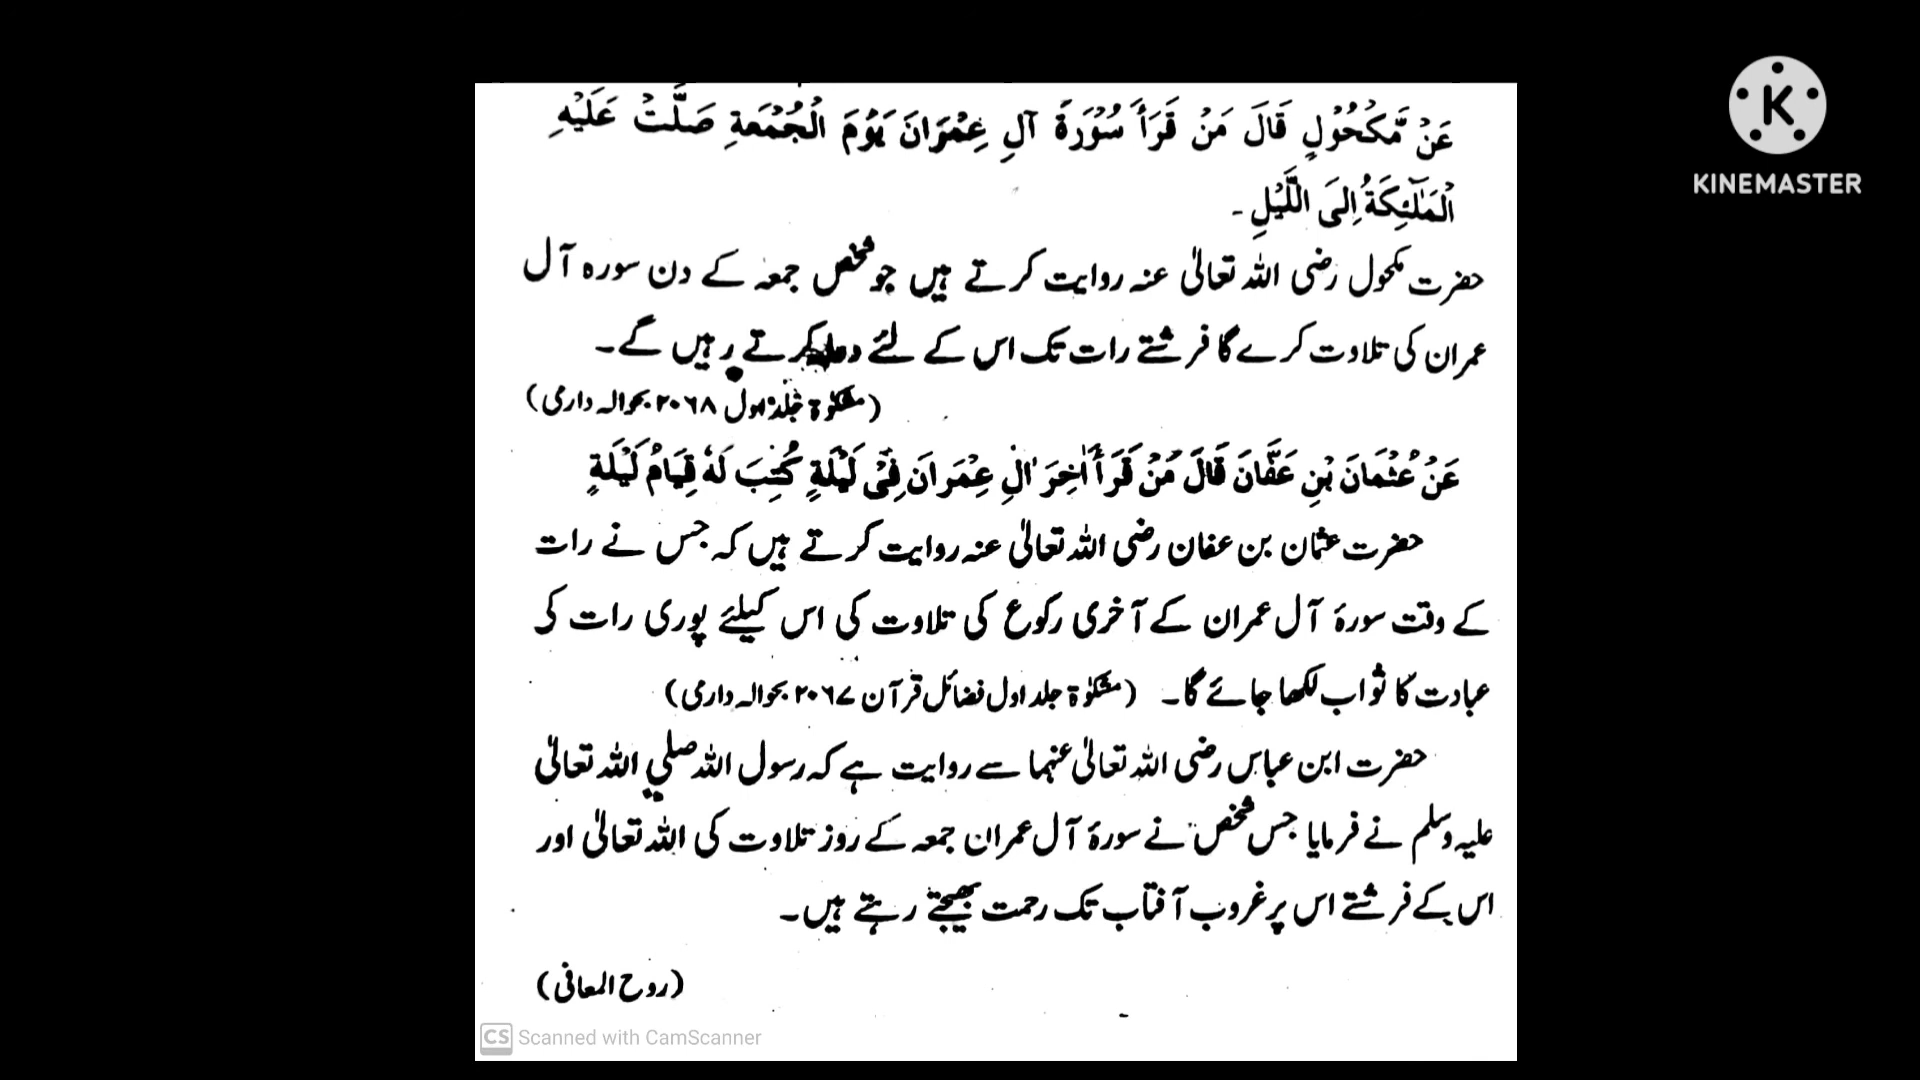 عَنْ مَّكْحُوْلٍ قَالَ مَنْ قَرَأَ سُوْرَةَ آلِ عِمْرَانَ يَوْمَ الْجُمْعَةِ صَلَّتْ عَلَيْهِ
الْمَلٰٓئِكَةُ اِلَى اللَّيْلِ۔
حضرت مکحول رضی اللہ تعالیٰ عنہ روایت کرتے ہیں جو شخص جمعہ کے دن سورہ آل
عمران کی تلاوت کرے گا فرشتے رات تک اس کے لئے دعا کرتے رہیں گے۔
(مشکوٰۃ جلد اول ۲۰۶۸ بحوالہ دارمی)
عَنْ عُثْمَانَ بْنِ عَفَّانَ قَالَ مَنْ قَرَأَ اٰخِرَ اٰلِ عِمْرَانَ فِیْ لَيْلَةٍ كُتِبَ لَهٗ قِيَامُ لَيْلَةٍ
حضرت عثمان بن عفان رضی اللہ تعالیٰ عنہ روایت کرتے ہیں کہ جس نے رات
کے وقت سورۂ آل عمران کے آخری رکوع کی تلاوت کی اس کیلئے پوری رات کی
عبادت کا ثواب لکھا جائے گا۔ (مشکوٰۃ جلد اول فضائل قرآن ۲۰۶۷ بحوالہ دارمی)
حضرت ابن عباس رضی اللہ تعالیٰ عنہما سے روایت ہے کہ رسول اللہ صلی اللہ تعالیٰ
علیہ وسلم نے فرمایا جس شخص نے سورۂ آل عمران جمعہ کے روز تلاوت کی اللہ تعالیٰ اور
اس کے فرشتے اس پر غروب آفتاب تک رحمت بھیجتے رہتے ہیں۔
(روح المعانی)
CS Scanned with CamScanner
K
KINEMASTER